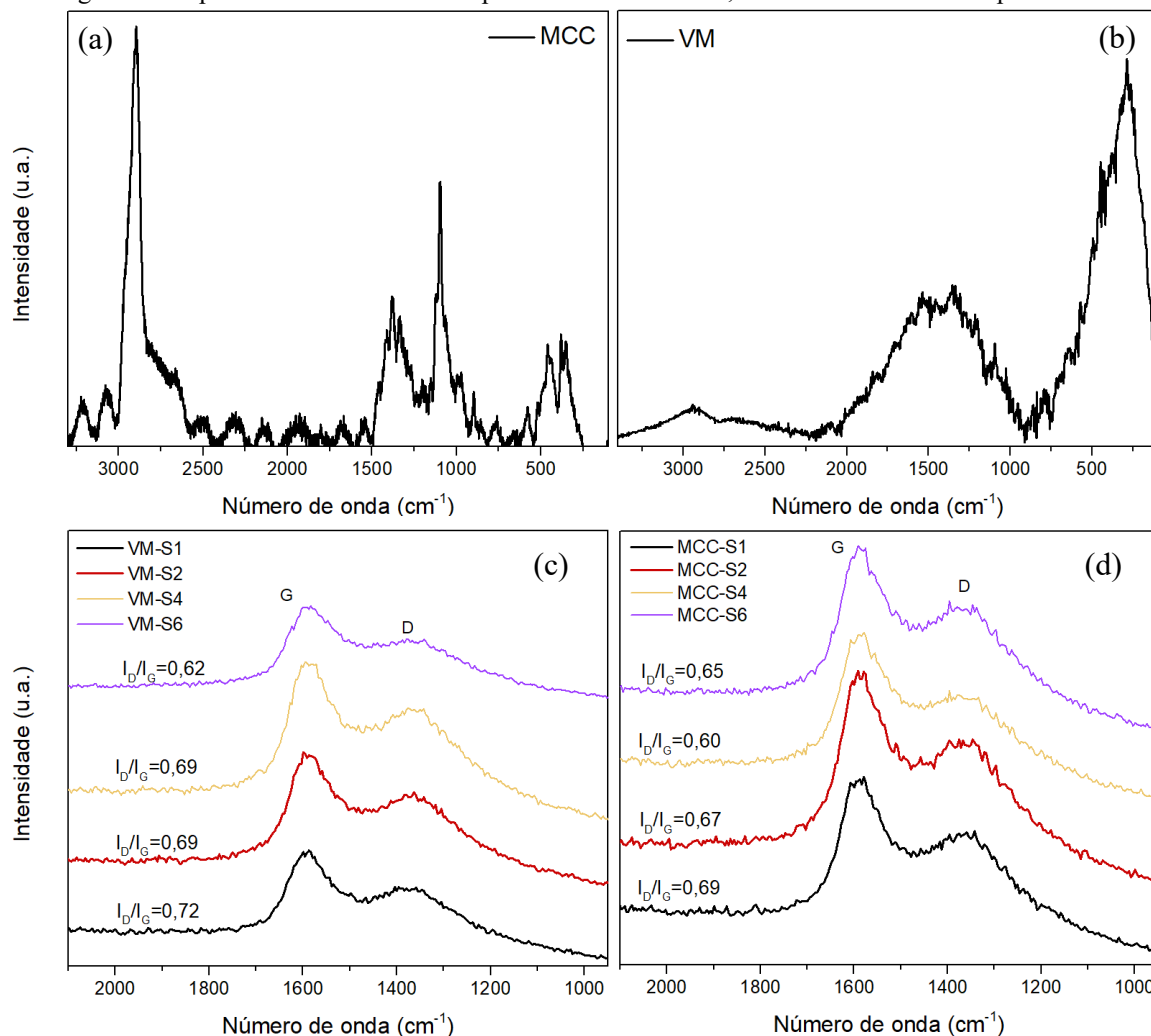 (a)
MCC
(b)
VM
Intensidade (u.a.)
3000 2500 2000 1500 1000 500
3000 2500 2000 1500 1000 500
Número de onda (cm⁻¹)
Número de onda (cm⁻¹)
VM-S1
VM-S2
VM-S4
VM-S6
(c)
G
D
I_D/I_G=0,62
I_D/I_G=0,69
I_D/I_G=0,69
I_D/I_G=0,72
MCC-S1
MCC-S2
MCC-S4
MCC-S6
(d)
G
D
I_D/I_G=0,65
I_D/I_G=0,60
I_D/I_G=0,67
I_D/I_G=0,69
Intensidade (u.a.)
2000 1800 1600 1400 1200 1000
2000 1800 1600 1400 1200 1000
Número de onda (cm⁻¹)
Número de onda (cm⁻¹)